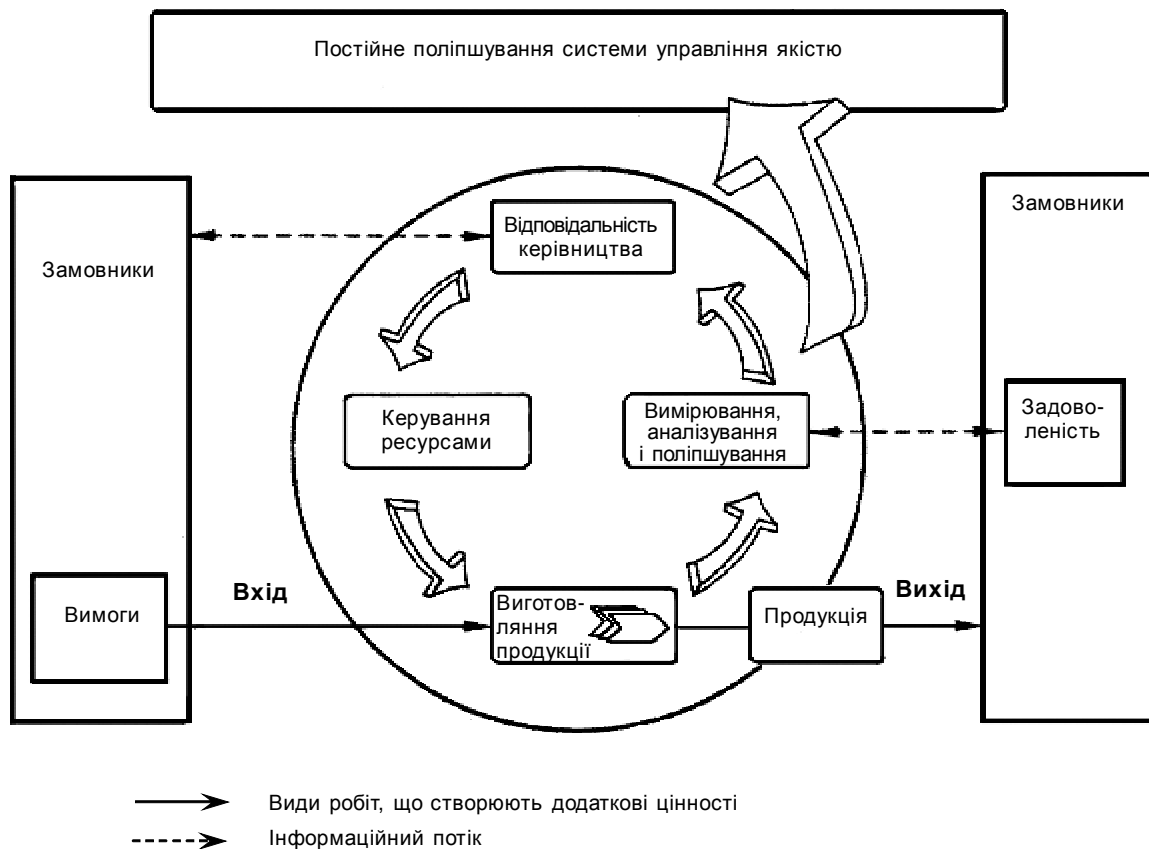 Постійне поліпшування системи управління якістю
Замовники
Відповідальність
керівництва
Замовники
Керування
ресурсами
Вимірювання,
аналізування
і поліпшування
Задово-
леність
Вимоги
Вхід
Виготов-
ляння
продукції
Продукція
Вихід
Види робіт, що створюють додаткові цінності
Інформаційний потік